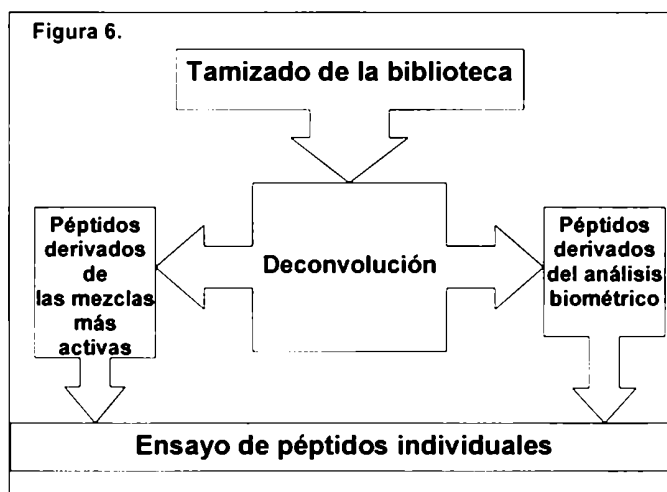 Figura 6.
Tamizado de la biblioteca
Péptidos
derivados
de
las mezclas
más
activas
Deconvolución
Péptidos
derivados
del análisis
biométrico
Ensayo de péptidos individuales